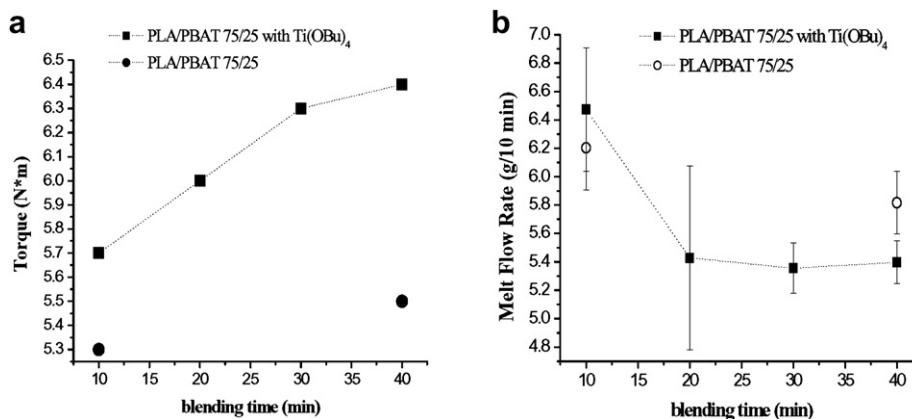 a
PLA/PBAT 75/25 with Ti(OBu)4
PLA/PBAT 75/25
6.5
6.4
6.3
6.2
6.1
6.0
5.9
5.8
5.7
5.6
5.5
5.4
5.3
Torque (N*m)
10 15 20 25 30 35 40
blending time (min)
b
PLA/PBAT 75/25 with Ti(OBu)4
PLA/PBAT 75/25
7.0
6.8
6.6
6.4
6.2
6.0
5.8
5.6
5.4
5.2
5.0
4.8
Melt Flow Rate (g/10 min)
10 15 20 25 30 35 40
blending time (min)